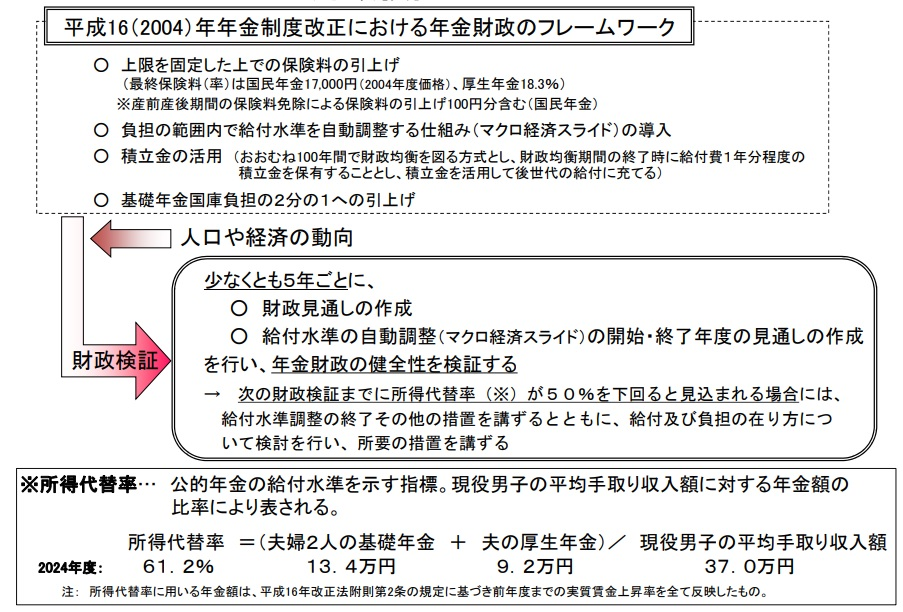 平成16(2004)年年金制度改正における年金財政のフレームワーク
○ 上限を固定した上での保険料の引上げ
(最終保険料(率)は国民年金17,000円(2004年度価格)、厚生年金18.3%)
※産前産後期間の保険料免除による保険料の引上げ100円分含む(国民年金)
○ 負担の範囲内で給付水準を自動調整する仕組み(マクロ経済スライド)の導入
○ 積立金の活用 (おおむね100年間で財政均衡を図る方式とし、財政均衡期間の終了時に給付費1年分程度の
積立金を保有することとし、積立金を活用して後世代の給付に充てる)
○ 基礎年金国庫負担の2分の1への引上げ
人口や経済の動向
財政検証
少なくとも5年ごとに、
○ 財政見通しの作成
○ 給付水準の自動調整(マクロ経済スライド)の開始・終了年度の見通しの作成
を行い、年金財政の健全性を検証する
→ 次の財政検証までに所得代替率(※)が50%を下回ると見込まれる場合には、
給付水準調整の終了その他の措置を講ずるとともに、給付及び負担の在り方につ
いて検討を行い、所要の措置を講ずる
※所得代替率… 公的年金の給付水準を示す指標。現役男子の平均手取り収入額に対する年金額の
比率により表される。
所得代替率 =(夫婦2人の基礎年金 + 夫の厚生年金)/ 現役男子の平均手取り収入額
2024年度: 61.2% 13.4万円 9.2万円 37.0万円
注: 所得代替率に用いる年金額は、平成16年改正法附則第2条の規定に基づき前年度までの実質賃金上昇率を全て反映したもの。